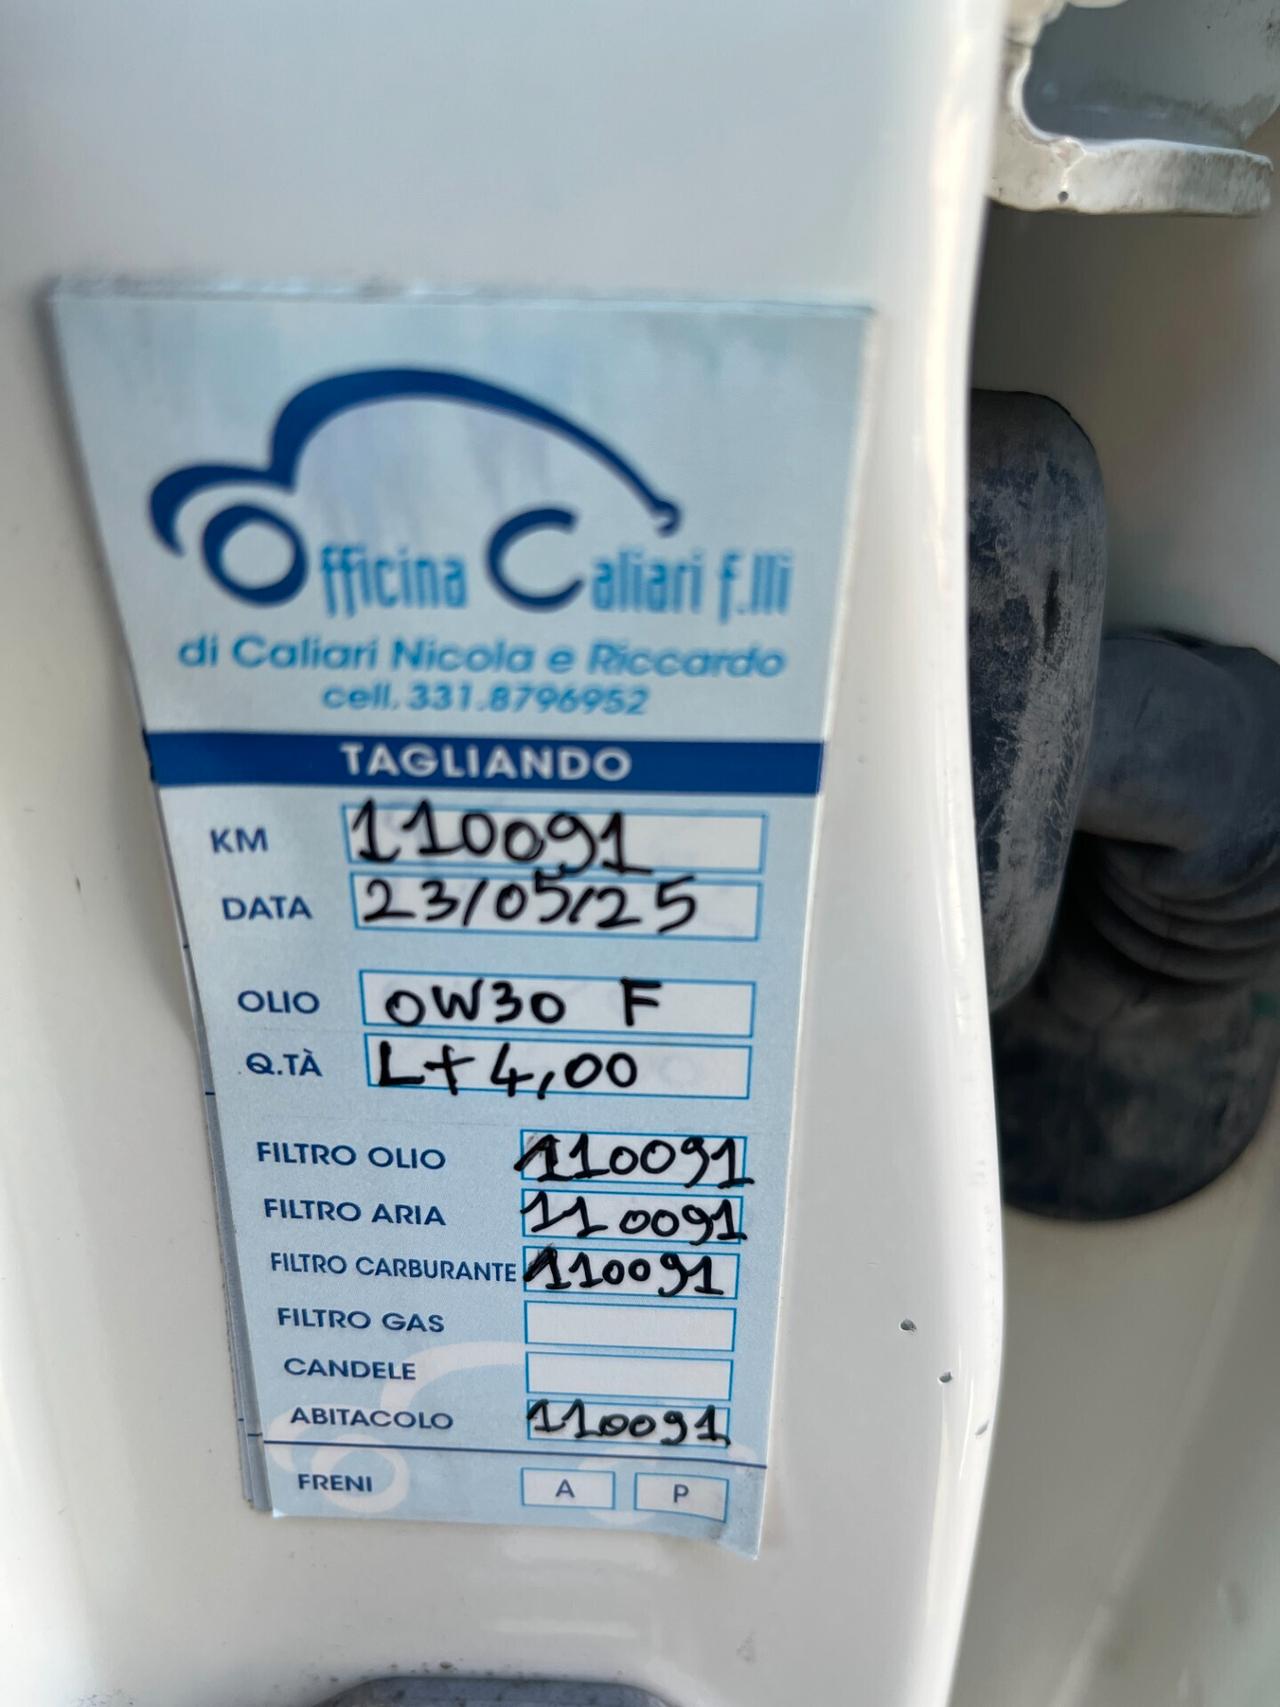 Officina Caliari f.lli
di Caliari Nicola e Riccardo
cell. 331.8796952
TAGLIANDO
KM 110091
DATA 23/05/25
OLIO 0W30 F
Q.TÀ Lt 4,00
FILTRO OLIO 110091
FILTRO ARIA 110091
FILTRO CARBURANTE 110091
FILTRO GAS
CANDELE
ABITACOLO 110091
FRENI A P